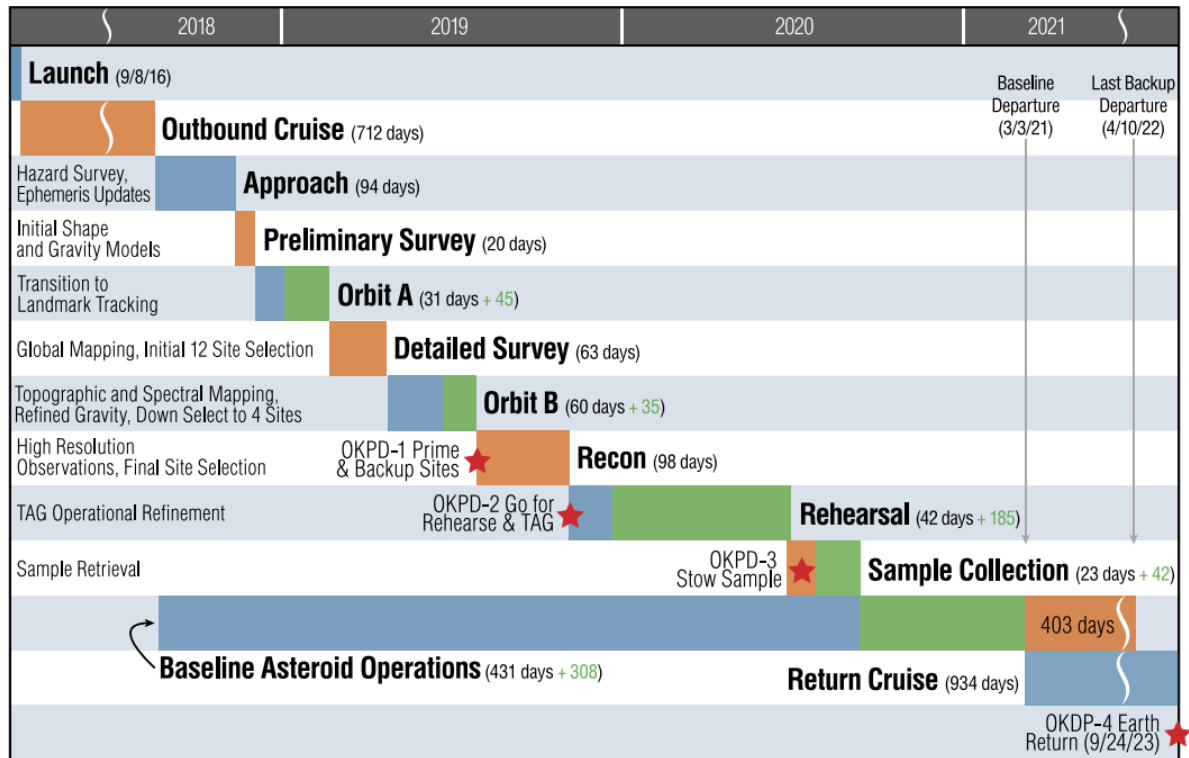 2018 2019 2020 2021
Launch (9/8/16)
Baseline
Departure
(3/3/21)
Last Backup
Departure
(4/10/22)
Outbound Cruise (712 days)
Hazard Survey,
Ephemeris Updates
Approach (94 days)
Initial Shape
and Gravity Models
Preliminary Survey (20 days)
Transition to
Landmark Tracking
Orbit A (31 days + 45)
Global Mapping, Initial 12 Site Selection
Detailed Survey (63 days)
Topographic and Spectral Mapping,
Refined Gravity, Down Select to 4 Sites
Orbit B (60 days + 35)
High Resolution
Observations, Final Site Selection
OKPD-1 Prime
& Backup Sites
Recon (98 days)
TAG Operational Refinement
OKPD-2 Go for
Rehearse & TAG
Rehearsal (42 days + 185)
Sample Retrieval
OKPD-3
Stow Sample
Sample Collection (23 days + 42)
403 days
Baseline Asteroid Operations (431 days + 308)
Return Cruise (934 days)
OKDP-4 Earth
Return (9/24/23)